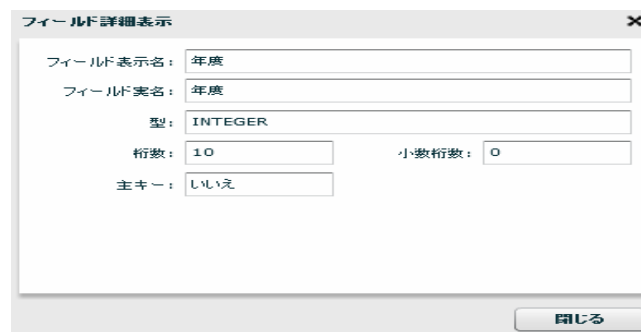 フィールド詳細表示
フィールド表示名： 年度
フィールド実名： 年度
型： INTEGER
桁数： 10 小数桁数： 0
主キー： いいえ
閉じる